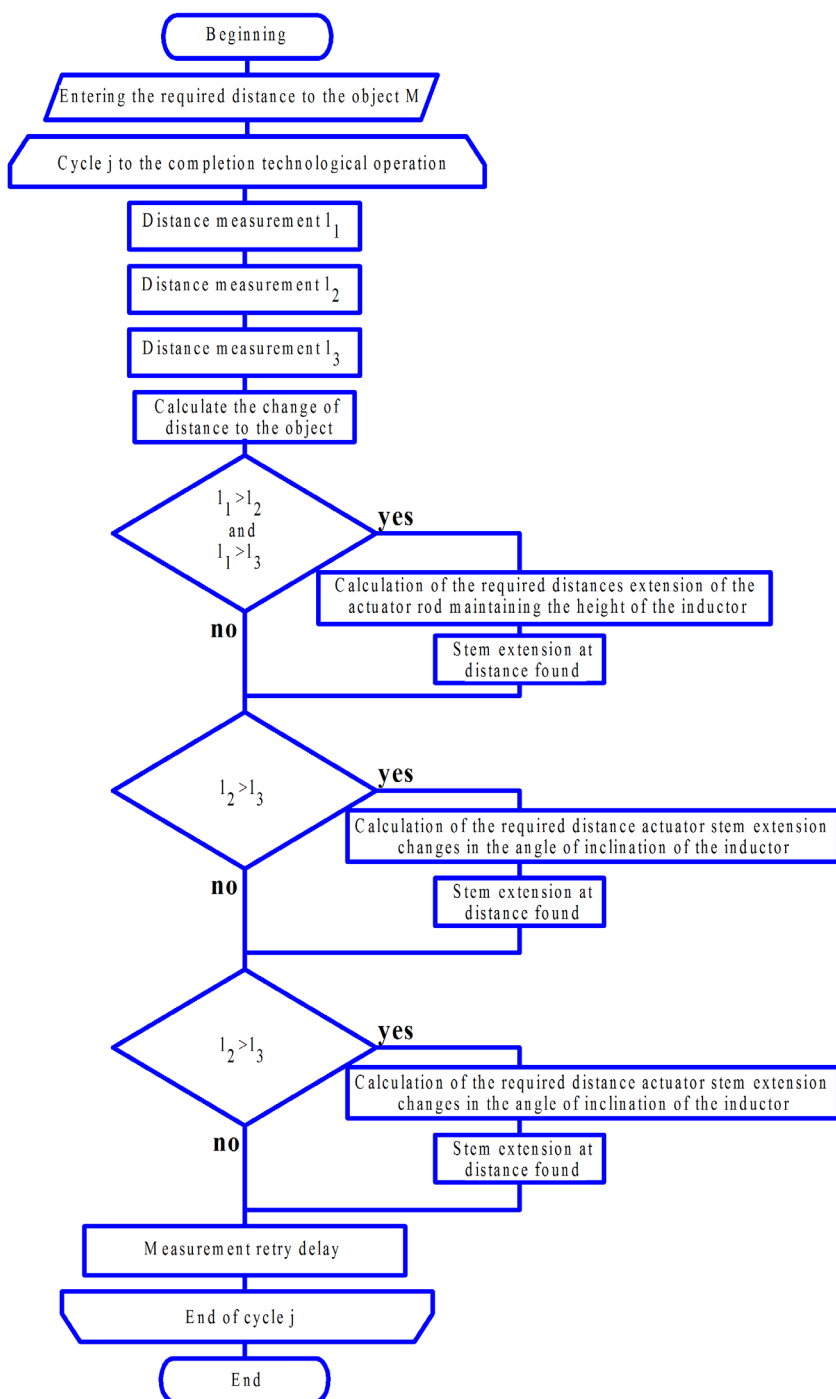 Beginning
Entering the required distance to the object M
Cycle j to the completion technological operation
Distance measurement l₁
Distance measurement l₂
Distance measurement l₃
Calculate the change of
distance to the object
l₁>l₂
and
l₁>l₃
yes
Calculation of the required distances extension of the
actuator rod maintaining the height of the inductor
Stem extension at
distance found
no
l₂>l₃
yes
Calculation of the required distance actuator stem extension
changes in the angle of inclination of the inductor
Stem extension at
distance found
no
l₂>l₃
yes
Calculation of the required distance actuator stem extension
changes in the angle of inclination of the inductor
Stem extension at
distance found
no
Measurement retry delay
End of cycle j
End